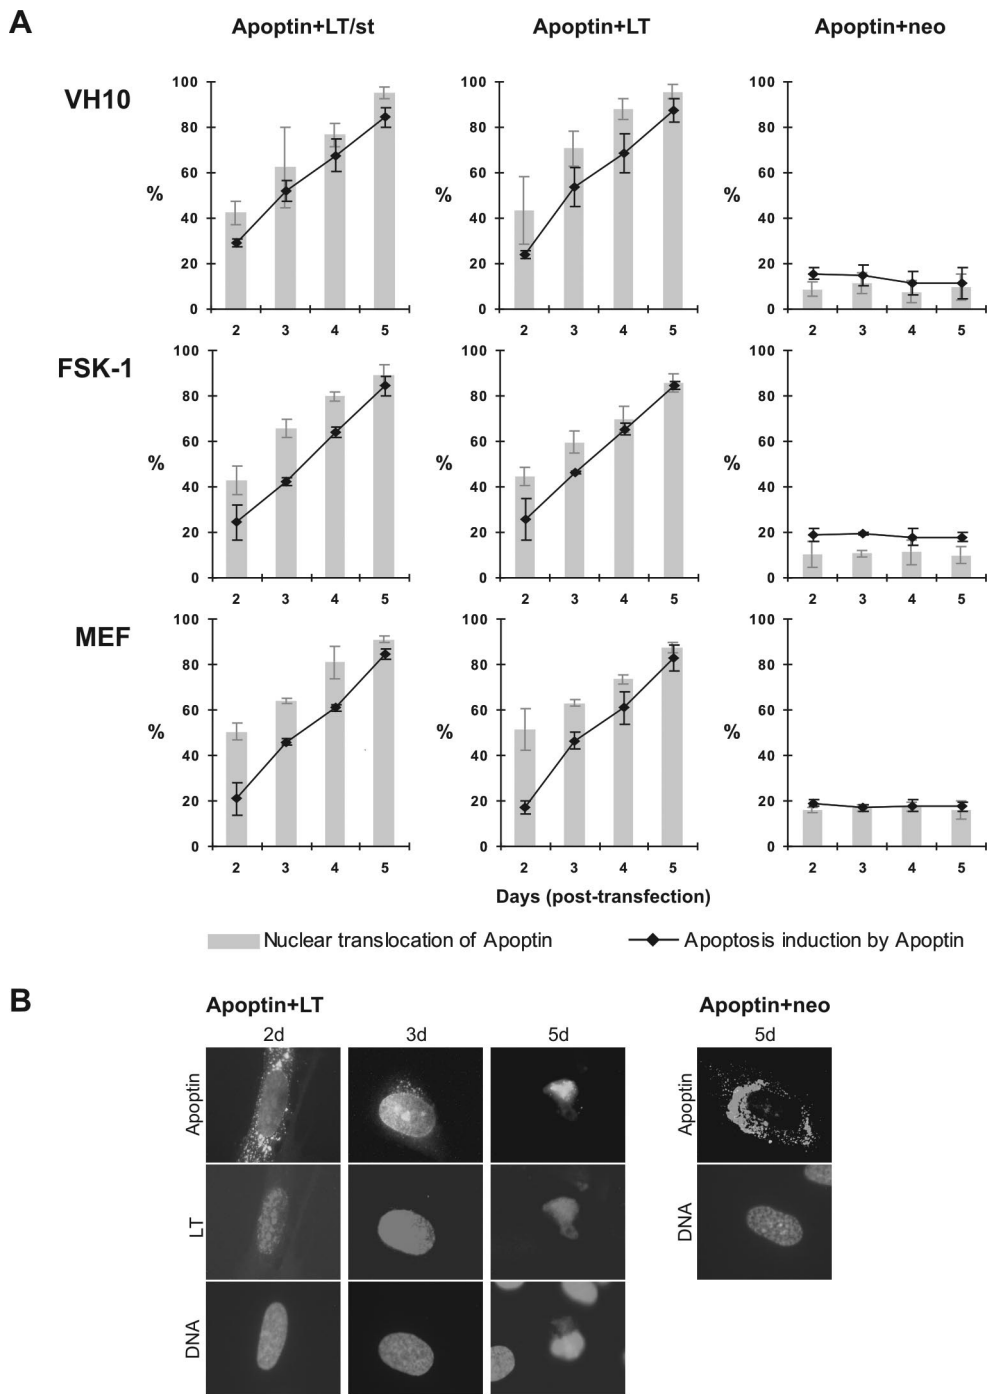 A
Apoptin+LT/st Apoptin+LT Apoptin+neo
VH10
100 80 60 40 20 0 % 2 3 4 5
100 80 60 40 20 0 % 2 3 4 5
100 80 60 40 20 0 % 2 3 4 5
FSK-1
100 80 60 40 20 0 % 2 3 4 5
100 80 60 40 20 0 % 2 3 4 5
100 80 60 40 20 0 % 2 3 4 5
MEF
100 80 60 40 20 0 % 2 3 4 5
100 80 60 40 20 0 % 2 3 4 5
100 80 60 40 20 0 % 2 3 4 5
Days (post-transfection)
Nuclear translocation of Apoptin Apoptosis induction by Apoptin
B
Apoptin+LT Apoptin+neo
2d 3d 5d 5d
Apoptin Apoptin
LT DNA
DNA